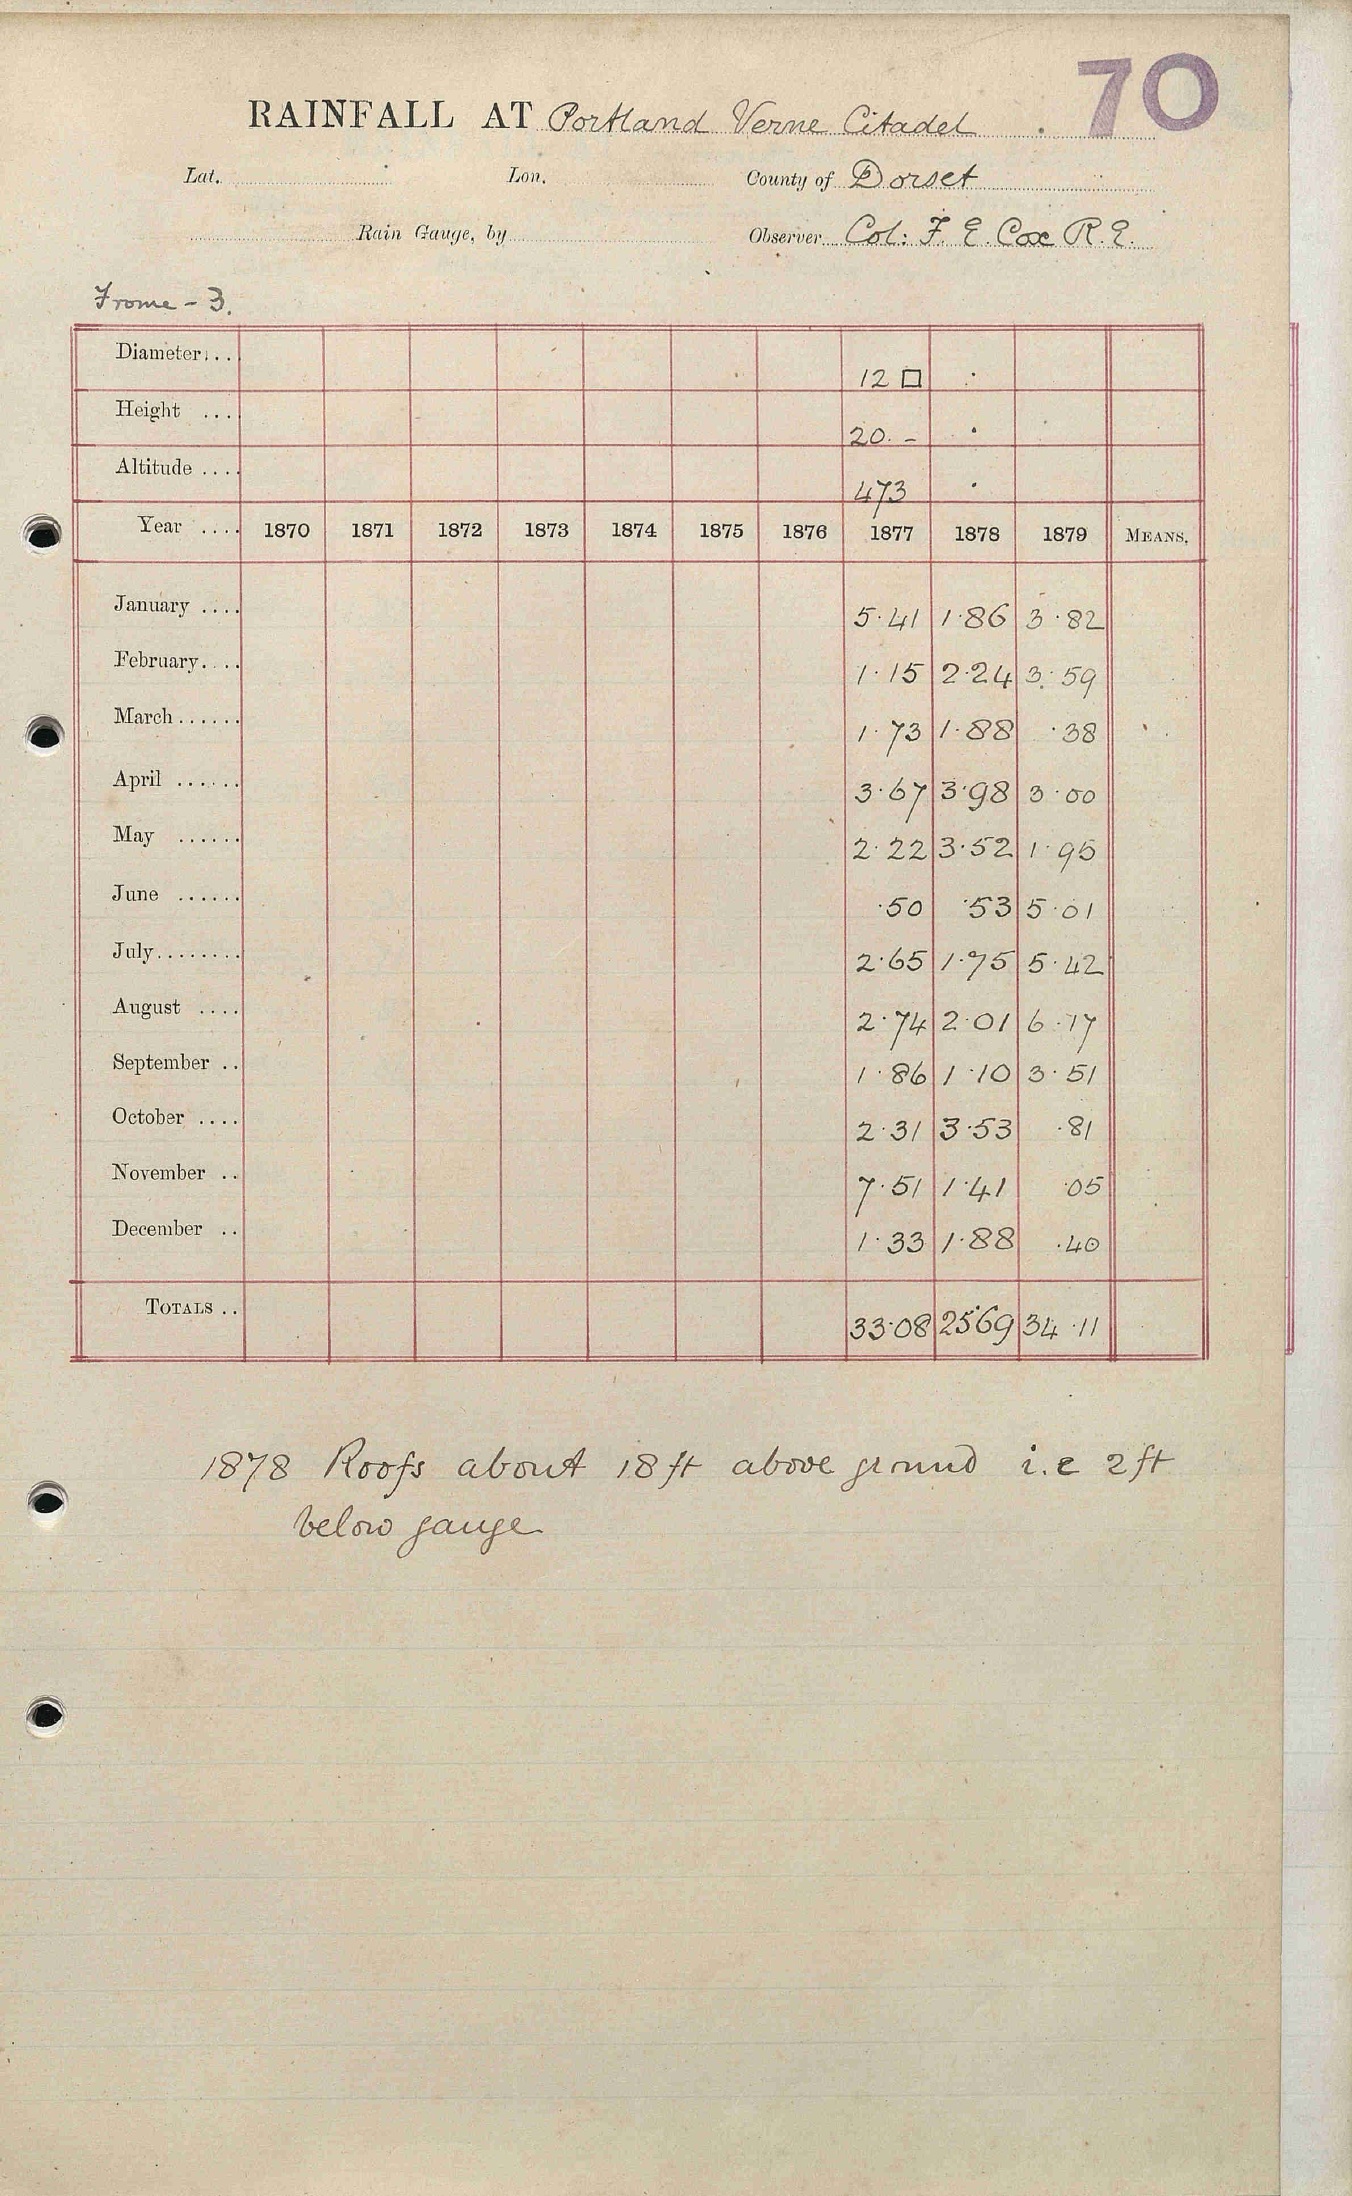 70
RAINFALL AT Portland Verne Citadel
Lat. Lon. County of Dorset
Rain Gauge, by Observer Col: F. E. Cox R. E.
Frome - 3.
Diameter... 12 □
Height .... 20. -
Altitude .... 473
Year .... 1870 1871 1872 1873 1874 1875 1876 1877 1878 1879 MEANS.
January .... 5.41 1.86 3.82
February.... 1.15 2.24 3.59
March...... 1.73 1.88 .38
April ...... 3.67 3.98 3.00
May ...... 2.22 3.52 1.95
June ...... .50 .53 5.01
July........ 2.65 1.75 5.42
August .... 2.74 2.01 6.17
September .. 1.86 1.10 3.51
October .... 2.31 3.53 .81
November .. 7.51 1.41 .05
December .. 1.33 1.88 .40
TOTALS .. 33.08 25.69 34.11
1878 Roofs about 18 ft above ground i.e 2 ft
below gauge